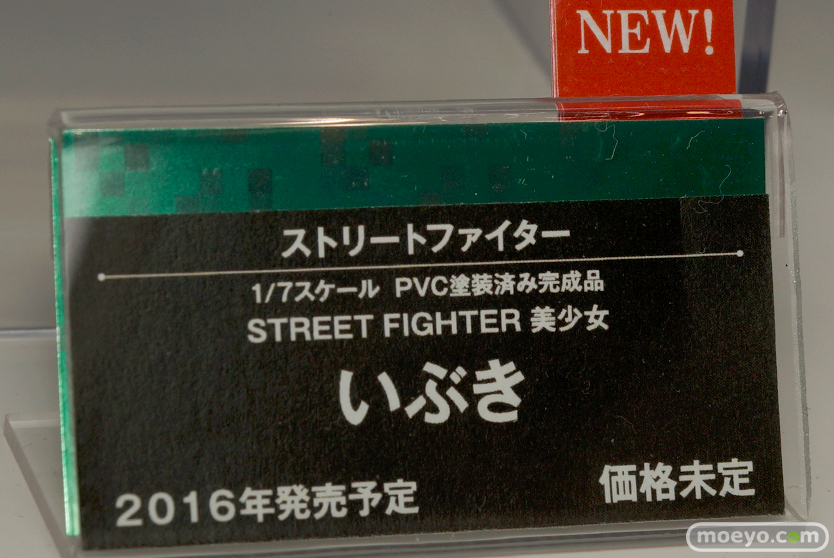 NEW!
ストリートファイター
1/7スケール PVC塗装済み完成品
STREET FIGHTER 美少女
いぶき
2016年発売予定
価格未定
moeyo.com